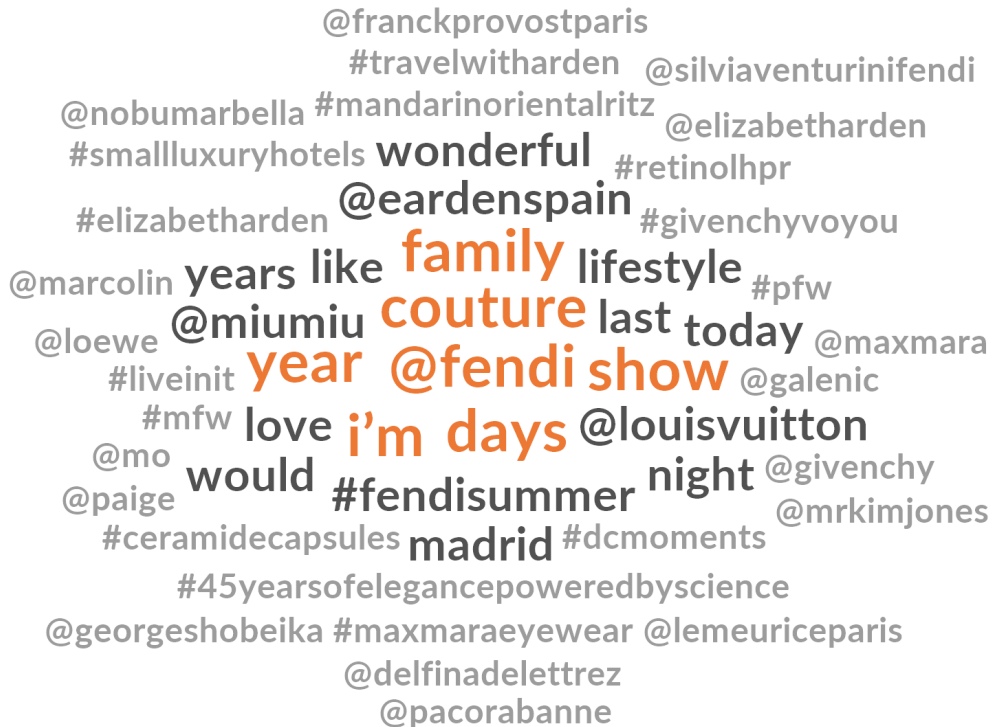 @franckprovostparis
#travelwitharden @silviaventurinifendi
@nobumarbella #mandarinorientalritz @elizabetharden
#smallluxuryhotels wonderful #retinolhpr
@eardenspain
#elizabetharden #givenchyvoyou
family
@marcolin years like lifestyle #pfw
couture
@loewe @miumiu last today @maxmara
year @fendi show
#liveinit @galenic
#mfw love i’m days @louisvuitton
@mo would night @givenchy
@paige #fendisummer @mrkimjones
#ceramidecapsules madrid #dcmoments
#45yearsofelegancepoweredbyscience
@georgeshobeika #maxmaraeyewear @lemeuriceparis
@delfinadelettrez
@pacorabanne